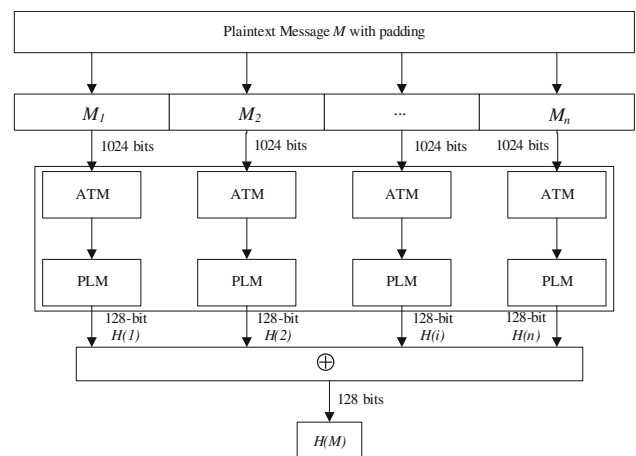 Plaintext Message M with padding
M1 M2 ... Mn
1024 bits 1024 bits 1024 bits 1024 bits
ATM ATM ATM ATM
PLM PLM PLM PLM
128-bit 128-bit 128-bit 128-bit
H(1) H(2) H(i) H(n)
⊕
128 bits
H(M)